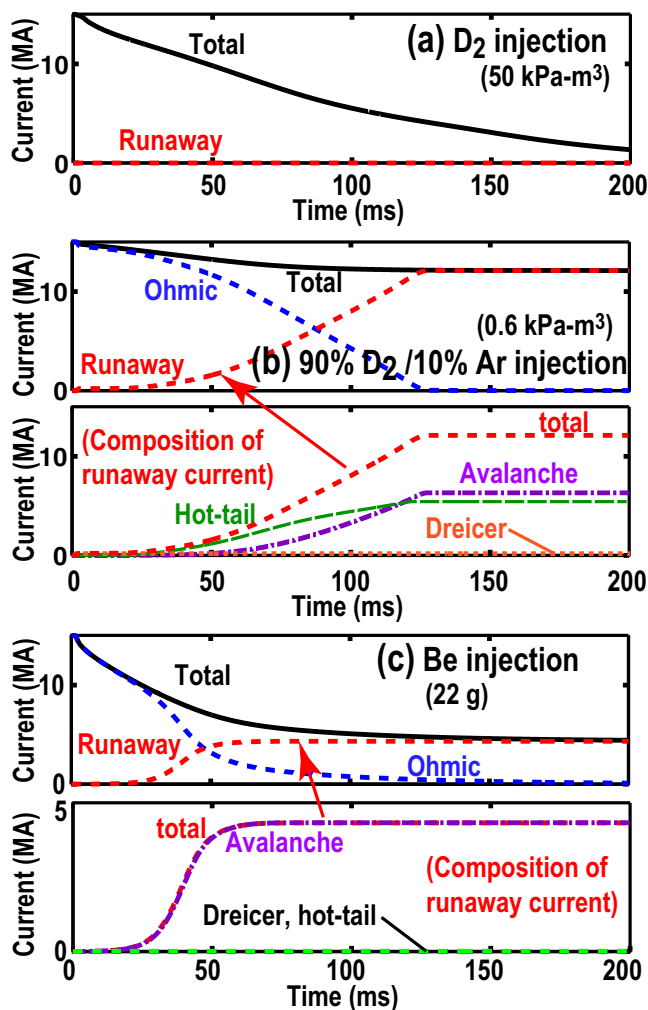 Current (MA)
10
0
Total
(a) D₂ injection
(50 kPa-m³)
Runaway
0 50 100 150 200
Time (ms)
Current (MA)
10
0
Ohmic
Total
(0.6 kPa-m³)
Runaway
(b) 90% D₂ /10% Ar injection
Current (MA)
10
0
(Composition of
runaway current)
total
Avalanche
Hot-tail
Dreicer
0 50 100 150 200
Time (ms)
Current (MA)
10
0
Total
(c) Be injection
(22 g)
Runaway
Ohmic
Current (MA)
5
0
total
Avalanche
(Composition of
runaway current)
Dreicer, hot-tail
0 50 100 150 200
Time (ms)